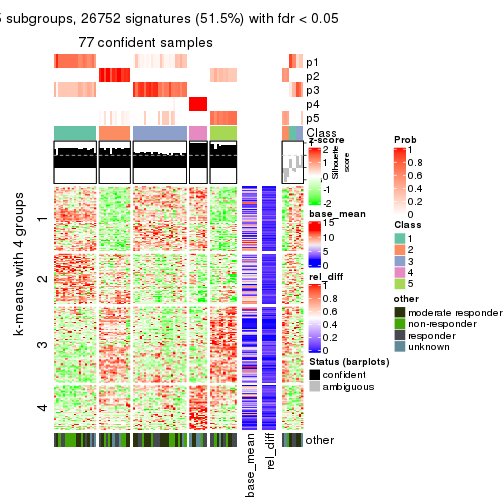 5 subgroups, 26752 signatures (51.5%) with fdr < 0.05
77 confident samples
p1
p2
p3
p4
p5
Class
Silhouette score
1
0.5
0
k-means with 4 groups
1
2
3
4
base_mean
rel_diff
other
z-score
2
1
0
-1
-2
base_mean
15
10
5
0
rel_diff
1
0.8
0.6
0.4
0.2
0
Status (barplots)
confident
ambiguous
Prob
1
0.8
0.6
0.4
0.2
0
Class
1
2
3
4
5
other
moderate responder
non-responder
responder
unknown